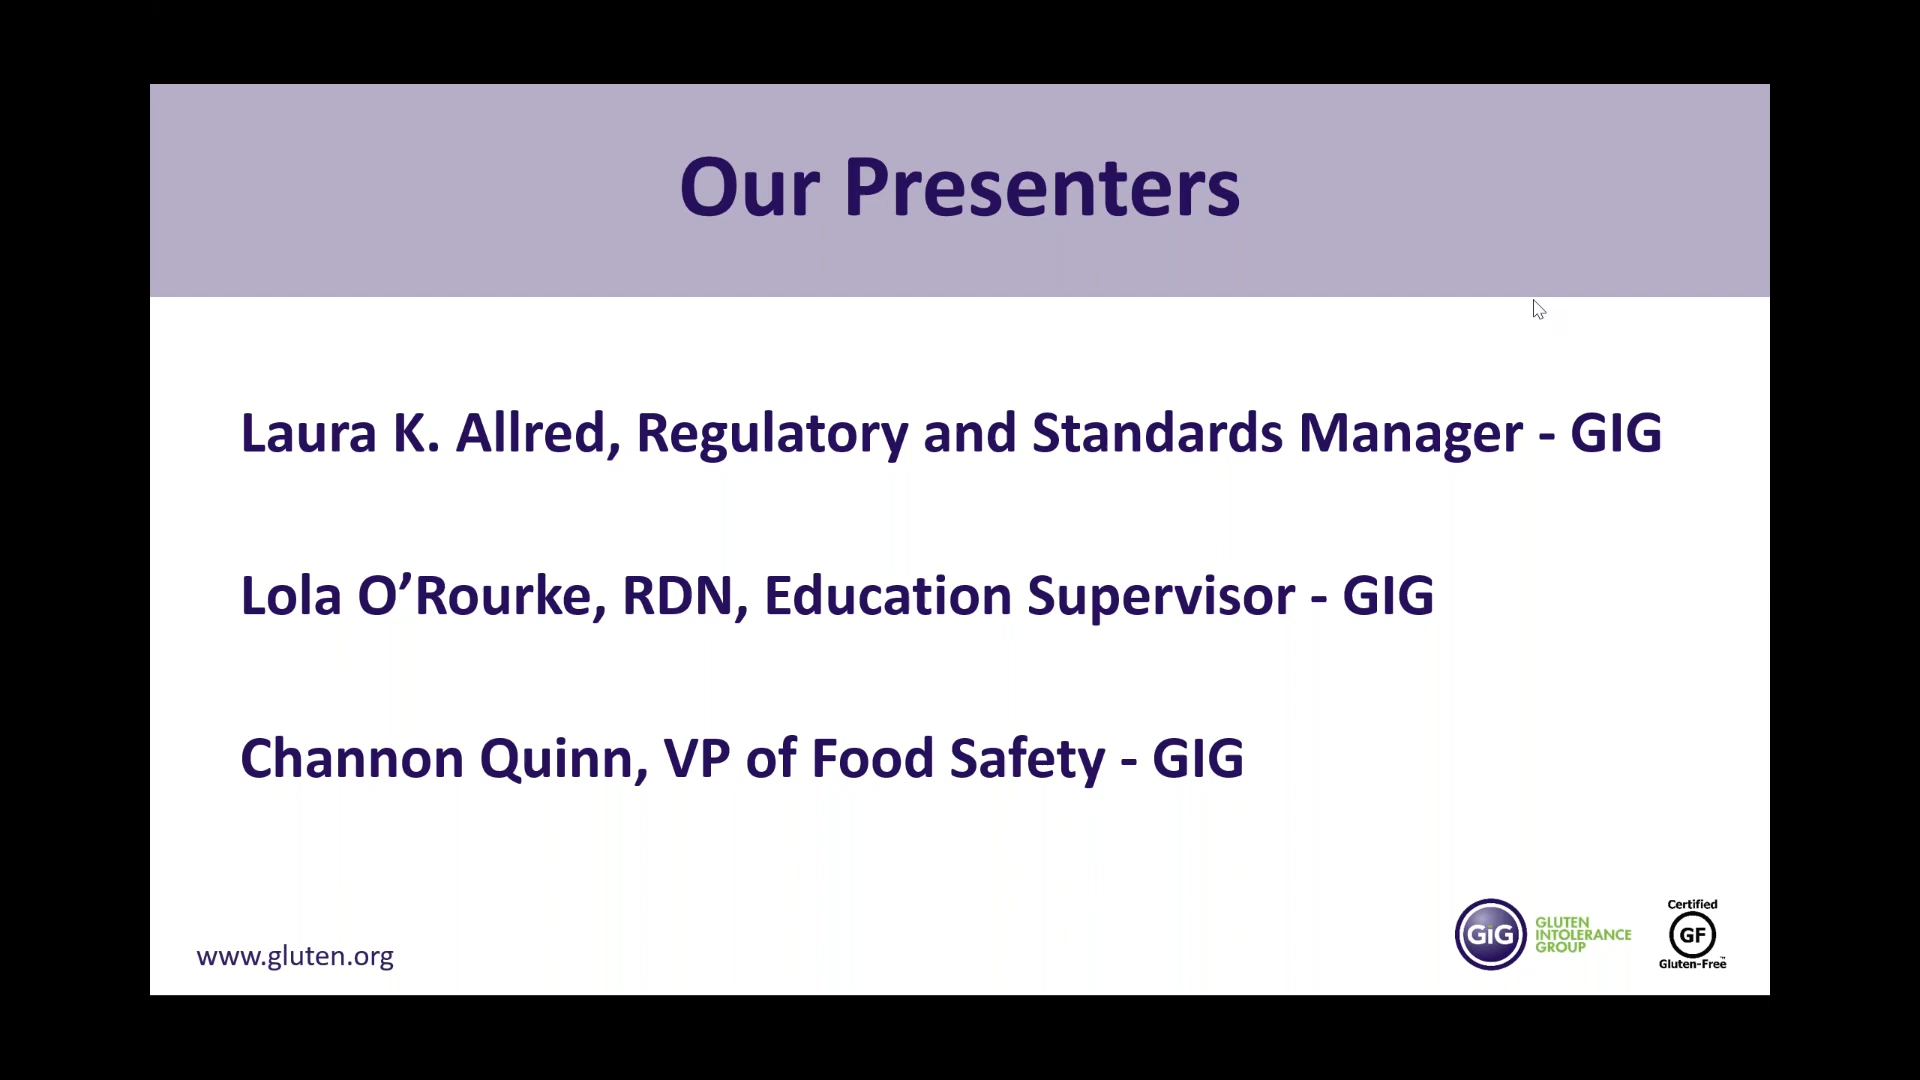 Our Presenters
Laura K. Allred, Regulatory and Standards Manager - GIG
Lola O’Rourke, RDN, Education Supervisor - GIG
Channon Quinn, VP of Food Safety - GIG
www.gluten.org
GiG
GLUTEN
INTOLERANCE
GROUP
Certified
GF
Gluten-Free™